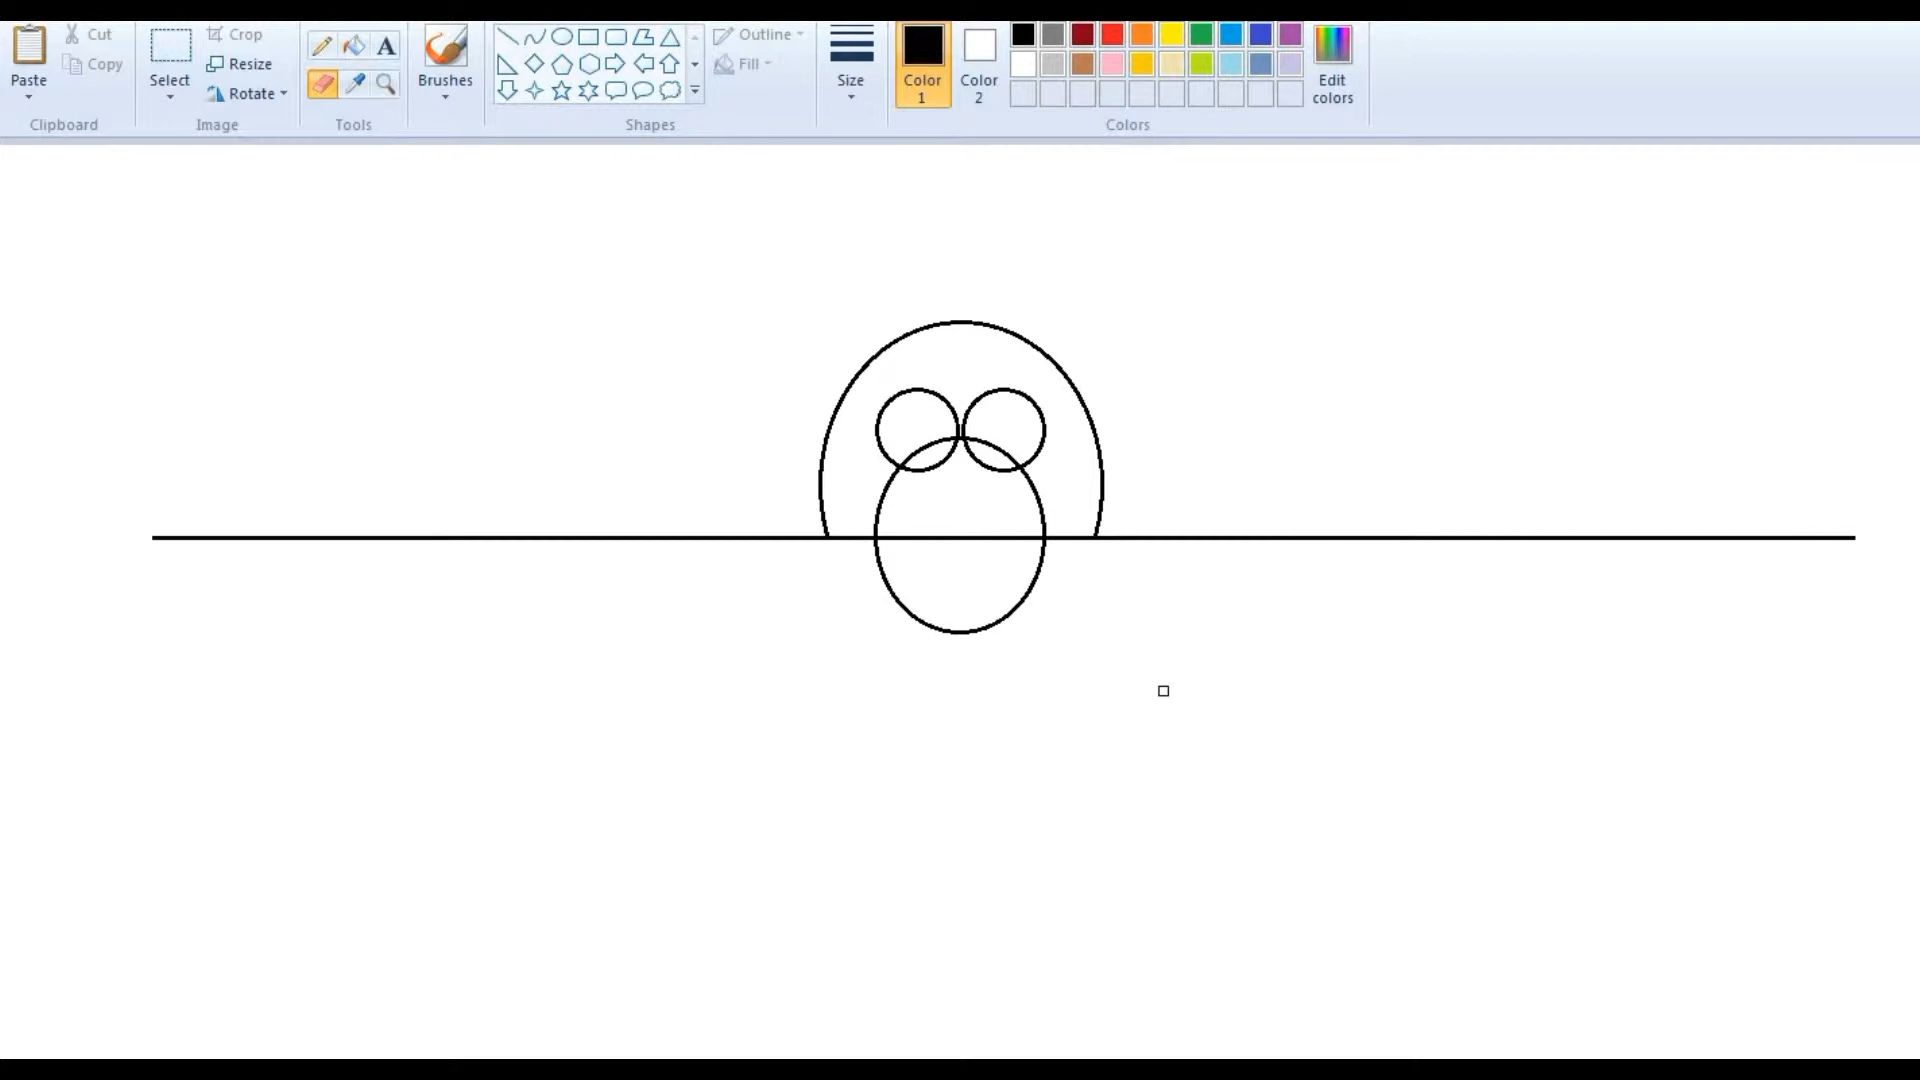 Cut
Crop
Outline
Copy
Resize
Fill
A
Paste
Select
Rotate
Brushes
Size
Color
1
Color
2
Edit
colors
Clipboard
Image
Tools
Shapes
Colors